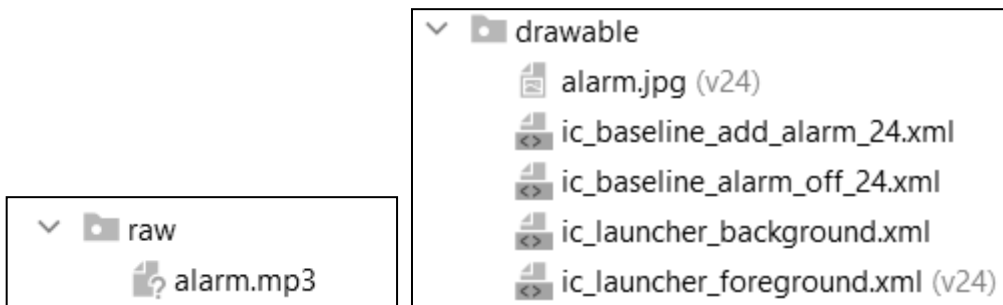 raw
alarm.mp3
drawable
alarm.jpg (v24)
ic_baseline_add_alarm_24.xml
ic_baseline_alarm_off_24.xml
ic_launcher_background.xml
ic_launcher_foreground.xml (v24)